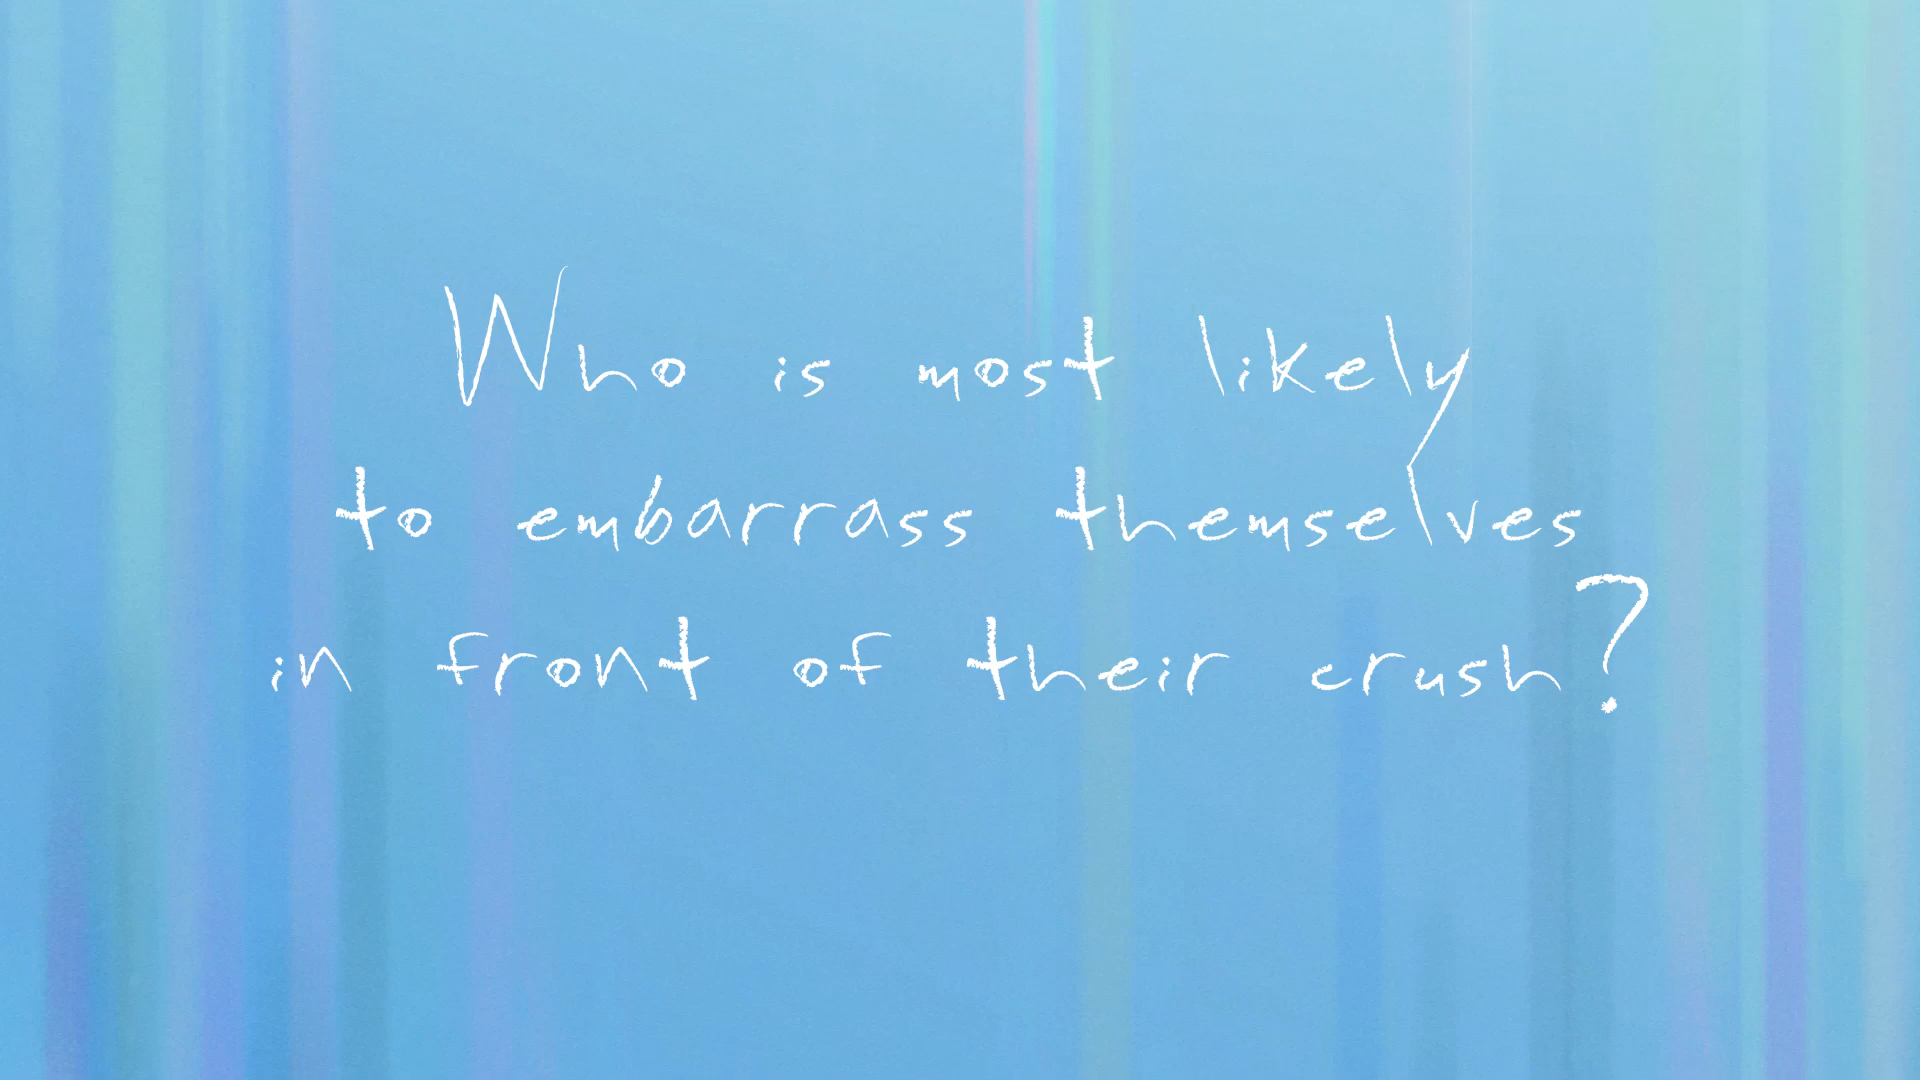 Who is most likely
to embarrass themselves
in front of their crush?